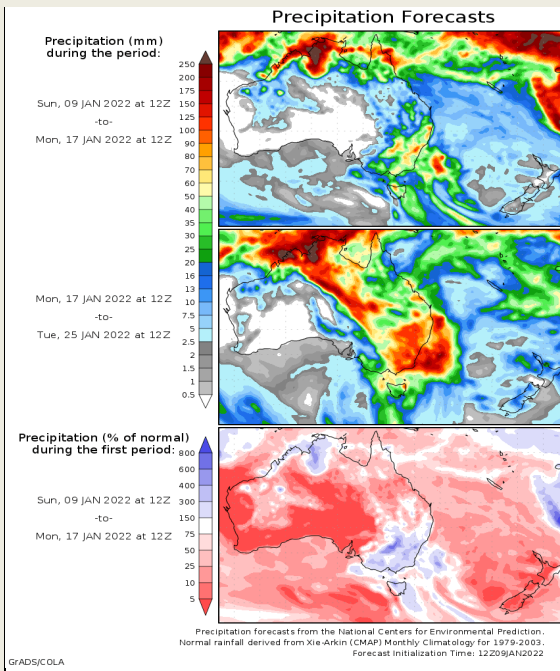 Precipitation Forecasts
Precipitation (mm)
during the period:
Sun, 09 JAN 2022 at 12Z
-to-
Mon, 17 JAN 2022 at 12Z
250
200
175
150
125
100
90
80
70
60
50
40
35
30
25
20
16
13
10
7.5
5
2.5
2
1.5
1
0.5
Mon, 17 JAN 2022 at 12Z
-to-
Tue, 25 JAN 2022 at 12Z
Precipitation (% of normal)
during the first period:
Sun, 09 JAN 2022 at 12Z
-to-
Mon, 17 JAN 2022 at 12Z
800
600
400
300
150
75
50
25
10
5
Precipitation forecasts from the National Centers for Environmental Prediction.
Normal rainfall derived from Xie-Arkin (CMAP) Monthly Climatology for 1979-2003.
Forecast Initialization Time: 12Z09JAN2022
GrADS/COLA